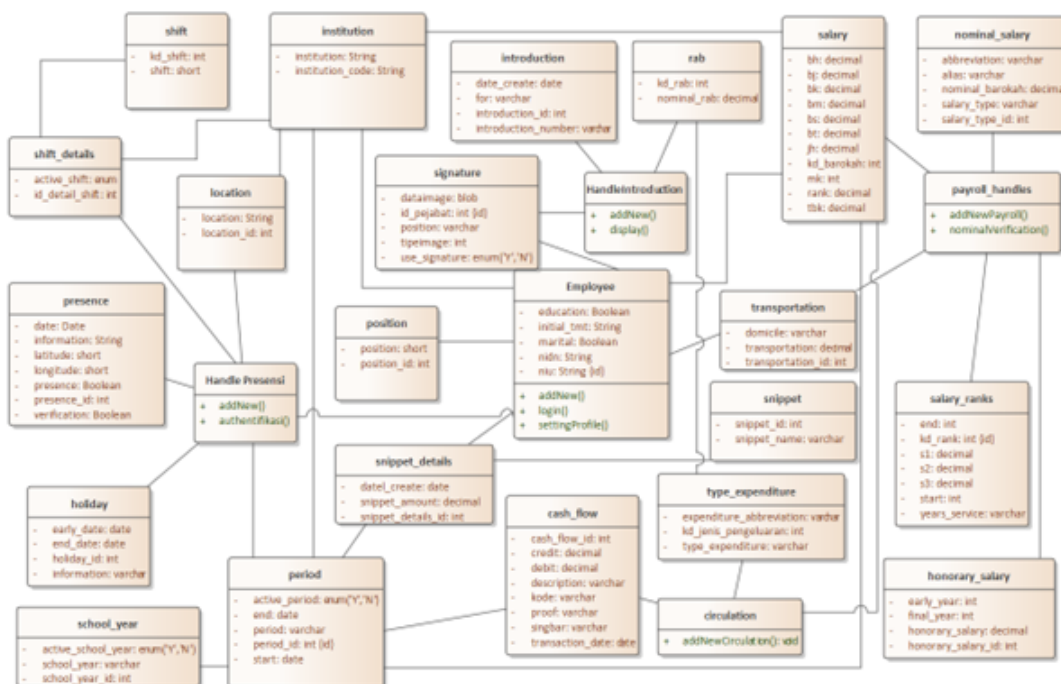 shift
- kd_shift: int
- shift: short
institution
- institution: String
- institution_code: String
introduction
- date_create: date
- for: varchar
- introduction_id: int
- introduction_number: varchar
rab
- kd_rab: int
- nominal_rab: decimal
salary
- bh: decimal
- bj: decimal
- bk: decimal
- bm: decimal
- bs: decimal
- bt: decimal
- jh: decimal
- kd_barokah: int
- mk: int
- rank: decimal
- tbk: decimal
nominal_salary
- abbreviation: varchar
- alias: varchar
- nominal_barokah: decima
- salary_type: varchar
- salary_type_id: int
shift_details
- active_shift: enum
- id_detail_shift: int
location
- location: String
- location_id: int
signature
- dataimage: blob
- id_pejabat: int {id}
- position: varchar
- tipeimage: int
- use_signature: enum('Y','N')
HandleIntroduction
+ addNew()
+ display()
payroll_handles
+ addNewPayroll()
+ nominalVerification()
presence
- date: Date
- information: String
- latitude: short
- longitude: short
- presence: Boolean
- presence_id: int
- verification: Boolean
Handle Presensi
+ addNew()
+ authentifikasi()
position
- position: short
- position_id: int
Employee
- education: Boolean
- initial_tmt: String
- marital: Boolean
- nidn: String
- niu: String {id}
+ addNew()
+ login()
+ settingProfile()
transportation
- domicile: varchar
- transportation: decimal
- transportation_id: int
snippet
- snippet_id: int
- snippet_name: varchar
salary_ranks
- end: int
- kd_rank: int {id}
- s1: decimal
- s2: decimal
- s3: decimal
- start: int
- years_service: varchar
holiday
- early_date: date
- end_date: date
- holiday_id: int
- information: varchar
snippet_details
- datel_create: date
- snippet_amount: decimal
- snippet_details_id: int
cash_flow
- cash_flow_id: int
- credit: decimal
- debit: decimal
- description: varchar
- kode: varchar
- proof: varchar
- singbar: varchar
- transaction_date: date
type_expenditure
- expenditure_abbreviation: varchar
- kd_jenis_pengeluaran: int
- type_expenditure: varchar
honorary_salary
- early_year: int
- final_year: int
- honorary_salary: decimal
- honorary_salary_id: int
school_year
- active_school_year: enum('Y','N')
- school_year: varchar
- school_year_id: int
period
- active_period: enum('Y','N')
- end: date
- period: varchar
- period_id: int {id}
- start: date
circulation
+ addNewCirculation(): void